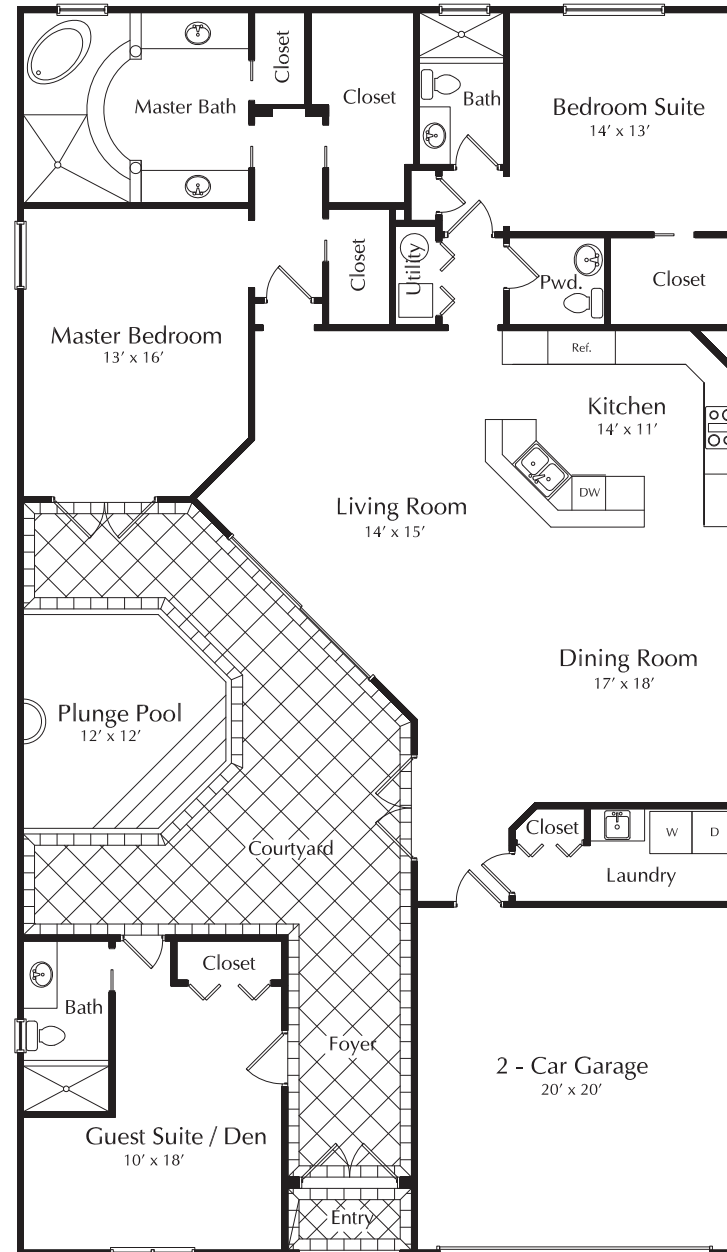 Closet
Closet
Master Bath
Bath
Bedroom Suite
14’ x 13’
Closet
Utility
Pwd.
Closet
Master Bedroom
13’ x 16’
Ref.
Kitchen
14’ x 11’
DW
Living Room
14’ x 15’
Dining Room
17’ x 18’
Plunge Pool
12’ x 12’
Courtyard
Closet
W
D
Laundry
Closet
Bath
Foyer
2 - Car Garage
20’ x 20’
Guest Suite / Den
10’ x 18’
Entry